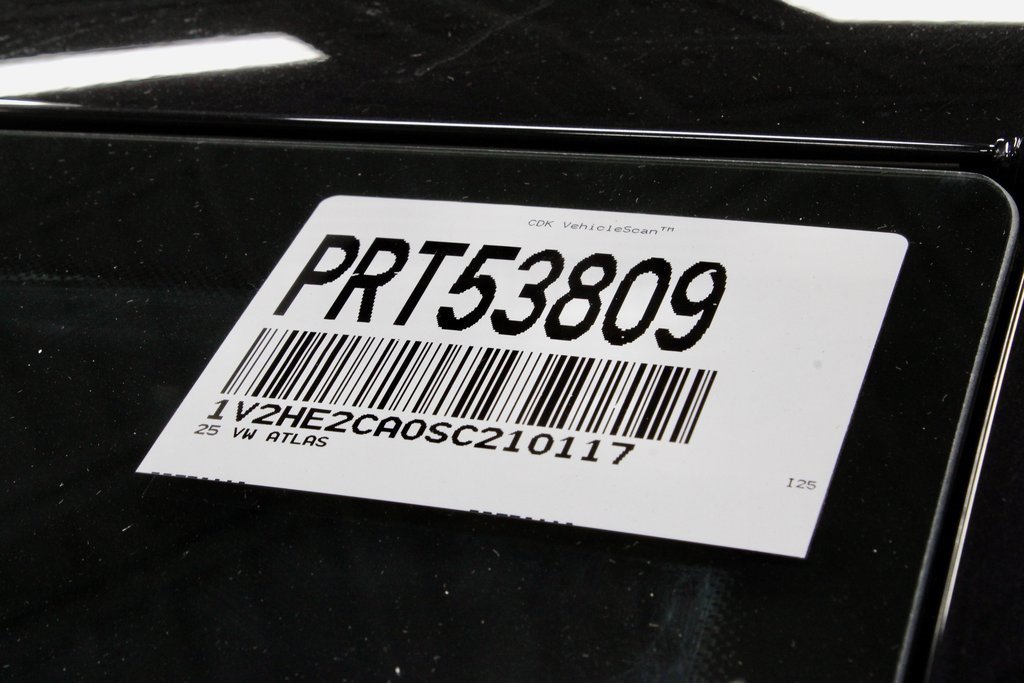 CDK VehicleScan™
PRT53809
1V2HE2CA0SC210117
25 VW ATLAS
I25